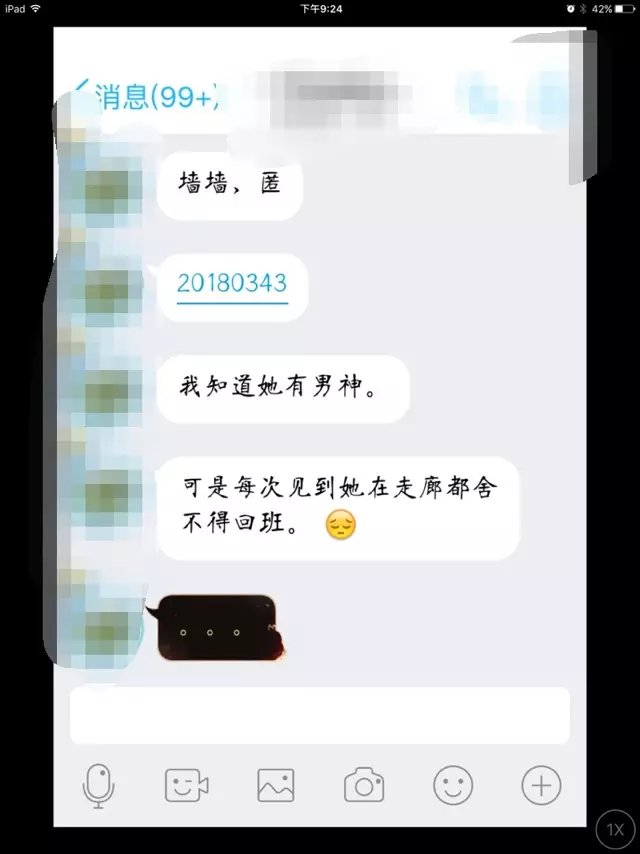 iPad
下午9:24
42%
消息(99+)
墙墙，匿
20180343
我知道她有男神。
可是每次见到她在走廊都舍
不得回班。
。。。
1X